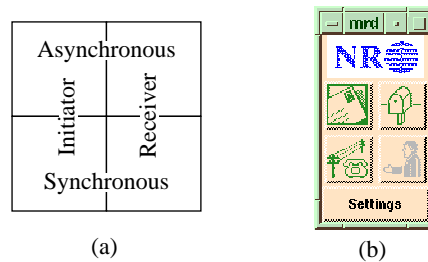 Asynchronous
Initiator
Receiver
Synchronous
(a)
mrd
NR
Settings
(b)